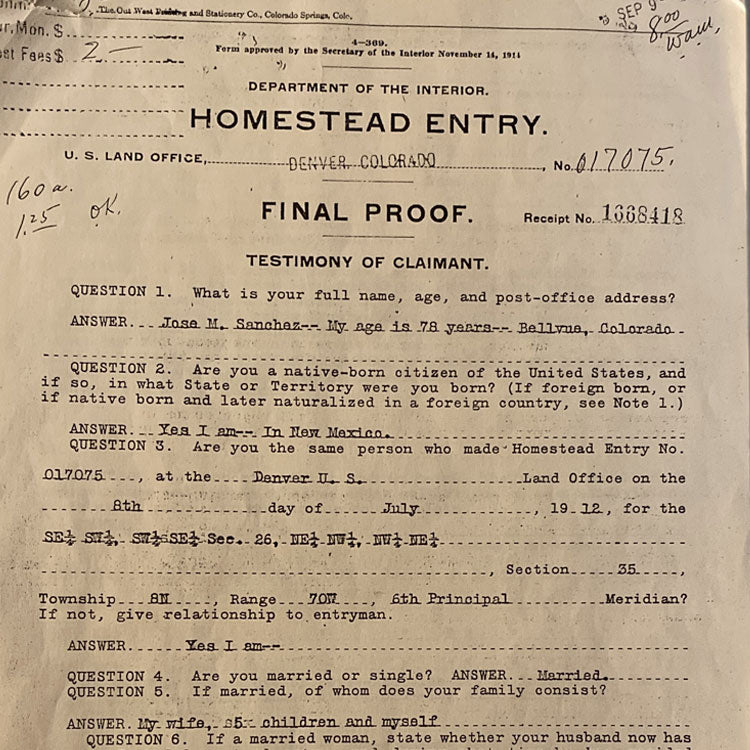 The Out West Printing and Stationery Co., Colorado Springs, Colo.
SEP 9
8.00
Mon. $
Fees $ 2 —
4—369.
Form approved by the Secretary of the Interior November 14, 1914
DEPARTMENT OF THE INTERIOR.
HOMESTEAD ENTRY.
U. S. LAND OFFICE, DENVER, COLORADO, No. 017075.
160 a.
1.25 OK.
FINAL PROOF.
Receipt No. 1668418
TESTIMONY OF CLAIMANT.
QUESTION 1. What is your full name, age, and post-office address?
ANSWER. Jose M. Sanchez-- My age is 78 years-- Bellvue, Colorado
QUESTION 2. Are you a native-born citizen of the United States, and
if so, in what State or Territory were you born? (If foreign born, or
if native born and later naturalized in a foreign country, see Note 1.)
ANSWER. Yes I am-- In New Mexico.
QUESTION 3. Are you the same person who made Homestead Entry No.
017075, at the Denver U. S. Land Office on the
8th day of July, 1912, for the
SE¼ SW¼, SW¼ SE¼ Sec. 26, NE¼ NW¼, NW¼ NE¼
, Section 35,
Township 8N, Range 70W, 6th Principal Meridian?
If not, give relationship to entryman.
ANSWER. Yes I am--
QUESTION 4. Are you married or single? ANSWER. Married.
QUESTION 5. If married, of whom does your family consist?
ANSWER. My wife, 5 children and myself
QUESTION 6. If a married woman, state whether your husband now has